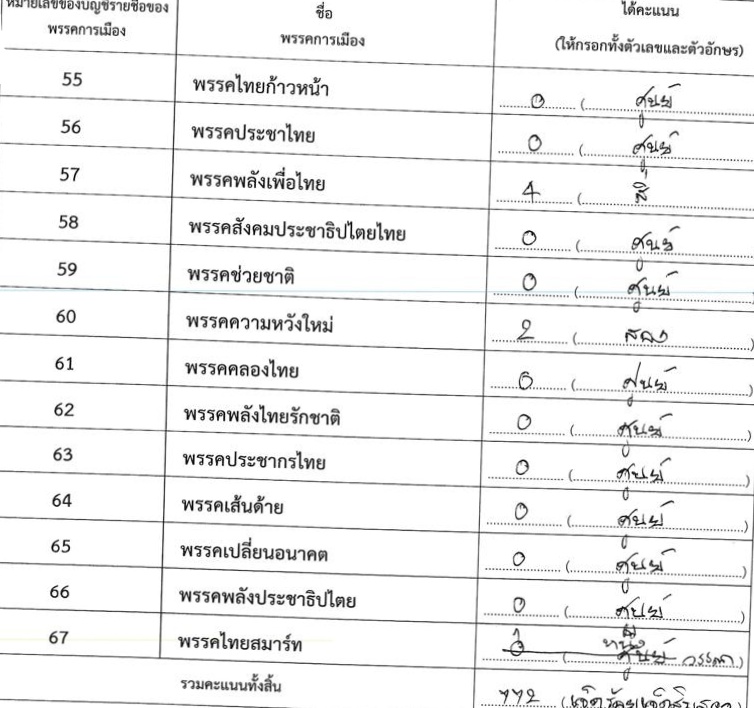 หมายเลขของบัญชีรายชื่อของ ชื่อ ได้คะแนน
พรรคการเมือง พรรคการเมือง (ให้กรอกทั้งตัวเลขและตัวอักษร)
55 พรรคไทยก้าวหน้า 0 ( ศูนย์
56 พรรคประชาไทย 0 ( ศูนย์
57 พรรคพลังเพื่อไทย 4 ( สี่
58 พรรคสังคมประชาธิปไตยไทย 0 ( ศูนย์
59 พรรคช่วยชาติ 0 ( ศูนย์
60 พรรคความหวังใหม่ 2 ( สอง )
61 พรรคคลองไทย 0 ( ศูนย์ )
62 พรรคพลังไทยรักชาติ 0 ( ศูนย์ )
63 พรรคประชากรไทย 0 ( ศูนย์ )
64 พรรคเส้นด้าย 0 ( ศูนย์ )
65 พรรคเปลี่ยนอนาคต 0 ( ศูนย์ )
66 พรรคพลังประชาธิปไตย 0 ( ศูนย์ )
1 หนึ่ง
67 พรรคไทยสมาร์ท 0 ( ศูนย์ วรรณา )
รวมคะแนนทั้งสิ้น 772 (เจ็ดร้อยเจ็ดสิบสอง)